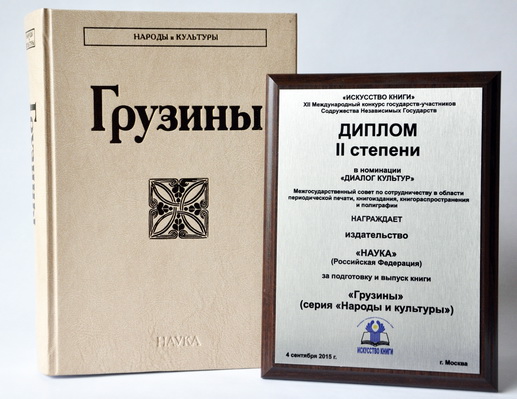 НАРОДЫ И КУЛЬТУРЫ
Грузины
НАУКА
«ИСКУССТВО КНИГИ»
XII Международный конкурс государств-участников
Содружества Независимых Государств
ДИПЛОМ
II степени
в номинации
«ДИАЛОГ КУЛЬТУР»
Межгосударственный совет по сотрудничеству в области
периодической печати, книгоиздания, книгораспространения
и полиграфии
НАГРАЖДАЕТ
издательство
«НАУКА»
(Российская Федерация)
за подготовку и выпуск книги
«Грузины»
(серия «Народы и культуры»)
ИСКУССТВО КНИГИ
4 сентября 2015 г.
г. Москва